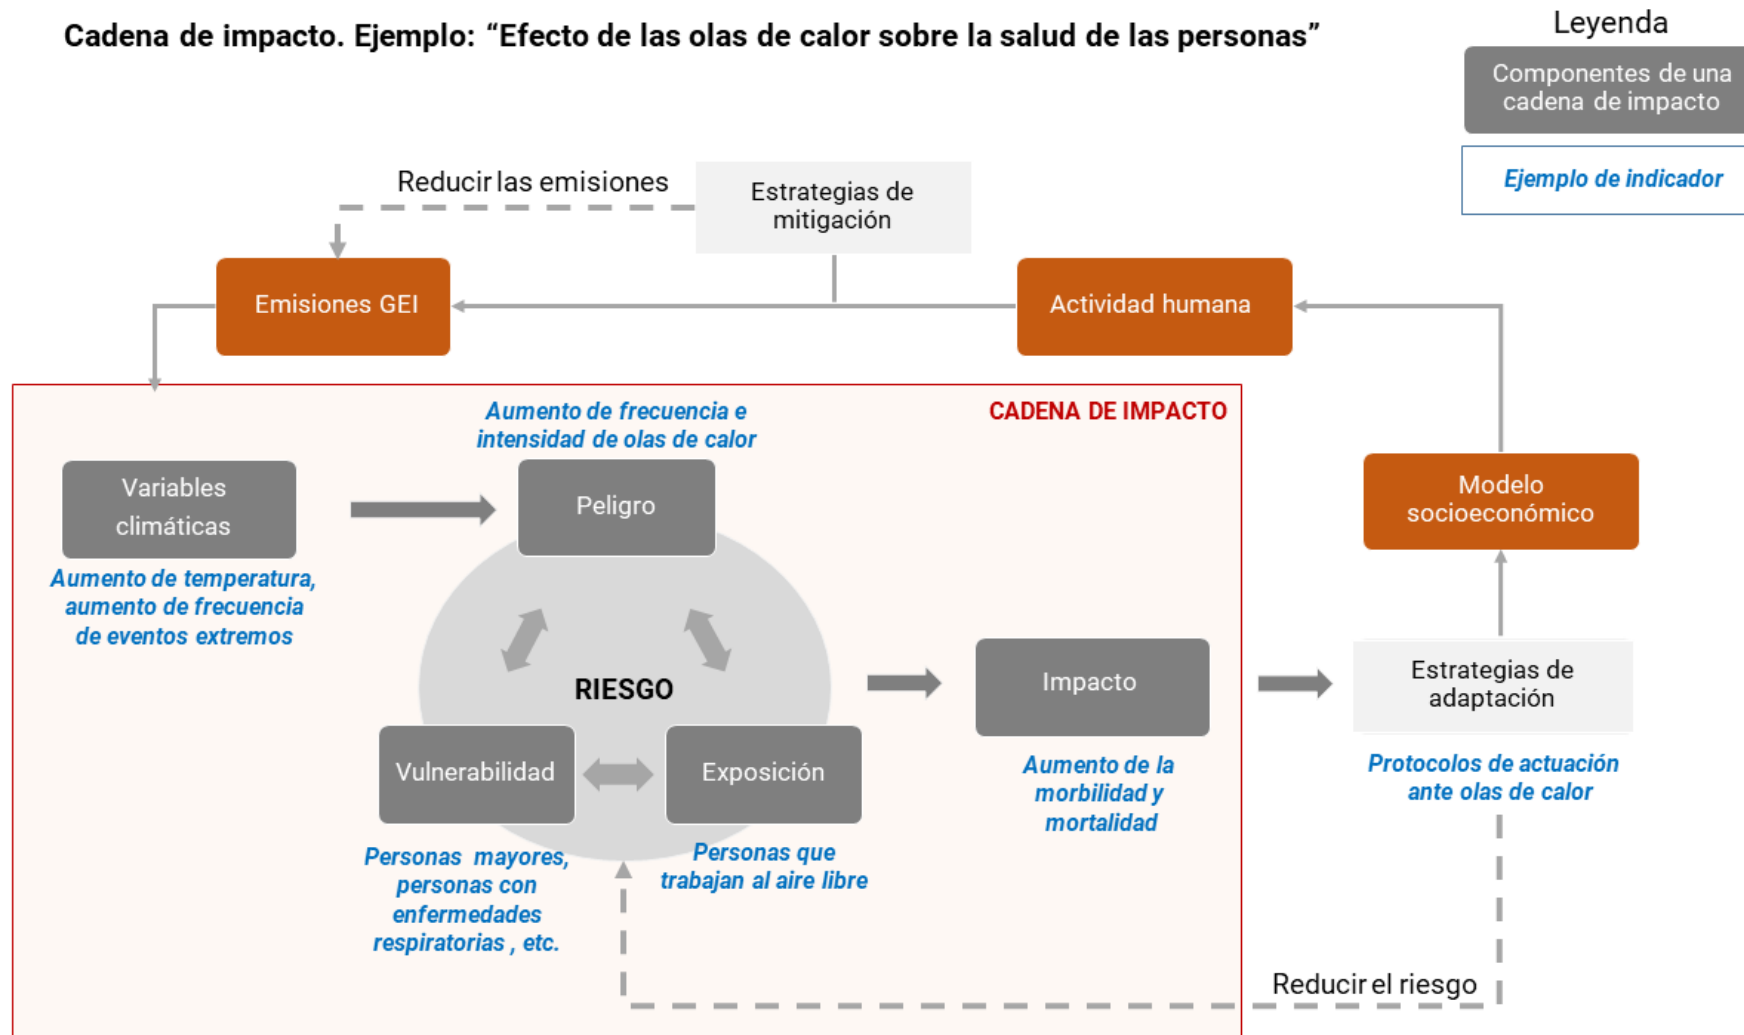 Cadena de impacto. Ejemplo: “Efecto de las olas de calor sobre la salud de las personas”
Leyenda
Componentes de una
cadena de impacto
Ejemplo de indicador
Reducir las emisiones
Estrategias de
mitigación
Emisiones GEI
Actividad humana
CADENA DE IMPACTO
Aumento de frecuencia e
intensidad de olas de calor
Variables
climáticas
Peligro
Modelo
socioeconómico
Aumento de temperatura,
aumento de frecuencia
de eventos extremos
RIESGO
Impacto
Estrategias de
adaptación
Vulnerabilidad
Exposición
Aumento de la
morbilidad y
mortalidad
Protocolos de actuación
ante olas de calor
Personas mayores,
personas con
enfermedades
respiratorias , etc.
Personas que
trabajan al aire libre
Reducir el riesgo